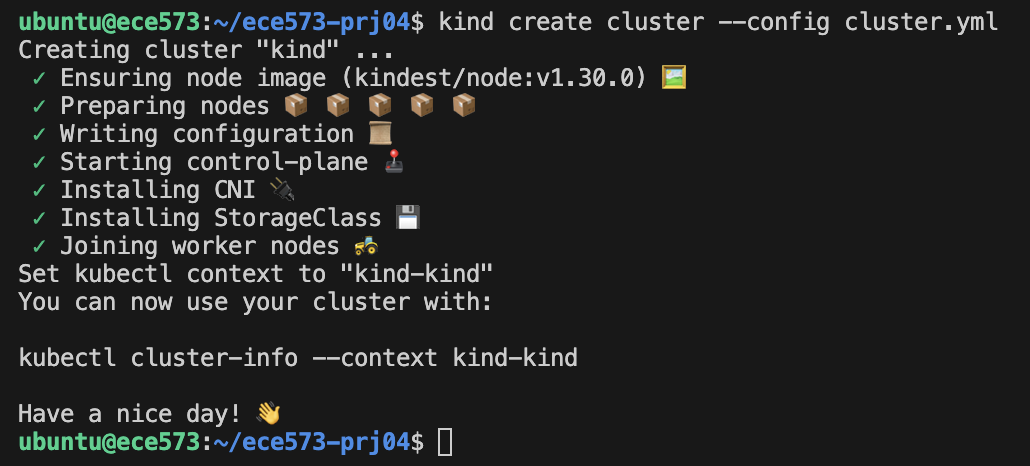 ubuntu@ece573:~/ece573-prj04$ kind create cluster --config cluster.yml
Creating cluster "kind" ...
✓ Ensuring node image (kindest/node:v1.30.0) 🖼
✓ Preparing nodes 📦 📦 📦 📦 📦
✓ Writing configuration 📜
✓ Starting control-plane 🕹
✓ Installing CNI 🔌
✓ Installing StorageClass 💾
✓ Joining worker nodes 🚜
Set kubectl context to "kind-kind"
You can now use your cluster with:

kubectl cluster-info --context kind-kind

Have a nice day! 👋
ubuntu@ece573:~/ece573-prj04$